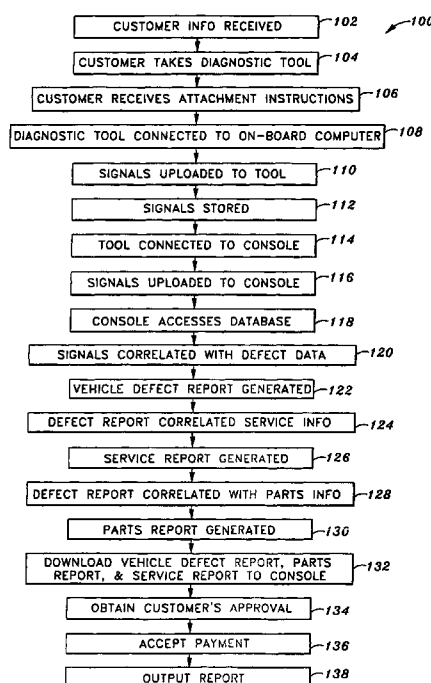 100
CUSTOMER INFO RECEIVED 102
CUSTOMER TAKES DIAGNOSTIC TOOL 104
CUSTOMER RECEIVES ATTACHMENT INSTRUCTIONS 106
DIAGNOSTIC TOOL CONNECTED TO ON-BOARD COMPUTER 108
SIGNALS UPLOADED TO TOOL 110
SIGNALS STORED 112
TOOL CONNECTED TO CONSOLE 114
SIGNALS UPLOADED TO CONSOLE 116
CONSOLE ACCESSES DATABASE 118
SIGNALS CORRELATED WITH DEFECT DATA 120
VEHICLE DEFECT REPORT GENERATED 122
DEFECT REPORT CORRELATED SERVICE INFO 124
SERVICE REPORT GENERATED 126
DEFECT REPORT CORRELATED WITH PARTS INFO 128
PARTS REPORT GENERATED 130
DOWNLOAD VEHICLE DEFECT REPORT, PARTS
REPORT, & SERVICE REPORT TO CONSOLE 132
OBTAIN CUSTOMER'S APPROVAL 134
ACCEPT PAYMENT 136
OUTPUT REPORT 138